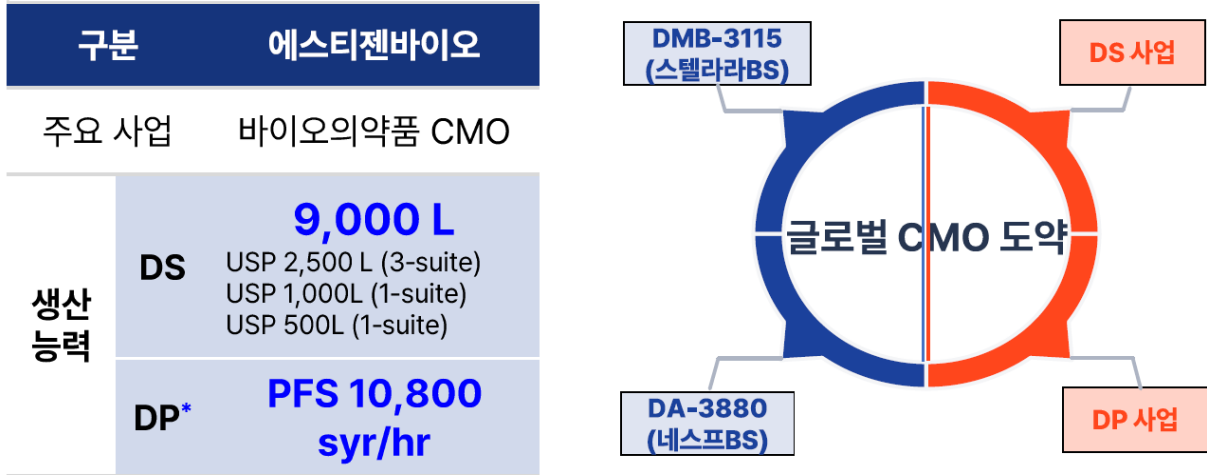 구분 에스티젠바이오
주요 사업 바이오의약품 CMO
생산
능력
DS
9,000 L
USP 2,500 L (3-suite)
USP 1,000L (1-suite)
USP 500L (1-suite)
DP*
PFS 10,800
syr/hr
DMB-3115
(스텔라라BS)
DS 사업
글로벌 CMO 도약
DA-3880
(네스프BS)
DP 사업